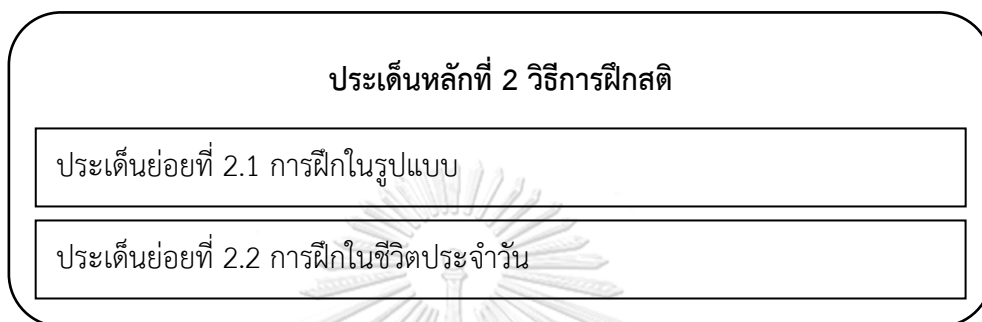 ประเด็นหลักที่ 2 วิธีการฝึกสติ
ประเด็นย่อยที่ 2.1 การฝึกในรูปแบบ
ประเด็นย่อยที่ 2.2 การฝึกในชีวิตประจำวัน